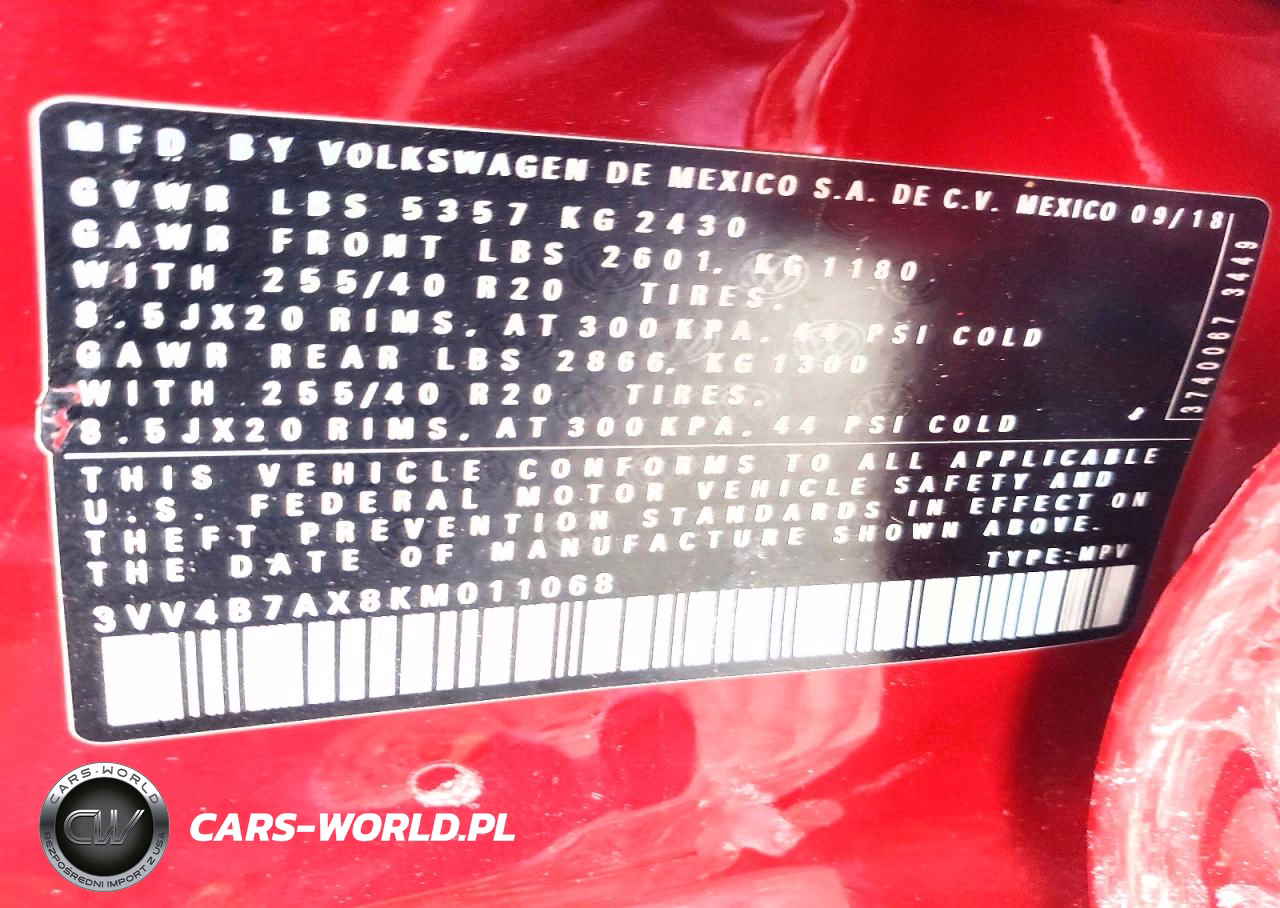 MFD BY VOLKSWAGEN DE MEXICO S.A. DE C.V. MEXICO 09/18
GVWR LBS 5357 KG 2430
GAWR FRONT LBS 2601, KG 1180
WITH 255/40 R20 TIRES.
8.5JX20 RIMS. AT 300 KPA. 44 PSI COLD
GAWR REAR LBS 2866, KG 1300
WITH 255/40 R20 TIRES.
8.5JX20 RIMS. AT 300 KPA. 44 PSI COLD
3740067 3449
THIS VEHICLE CONFORMS TO ALL APPLICABLE
U.S. FEDERAL MOTOR VEHICLE SAFETY AND
THEFT PREVENTION STANDARDS IN EFFECT ON
THE DATE OF MANUFACTURE SHOWN ABOVE.
TYPE: MPV
3VV4B7AX8KM011068
CARS-WORLD
CW
BEZPOŚREDNI IMPORT Z USA
CARS-WORLD.PL